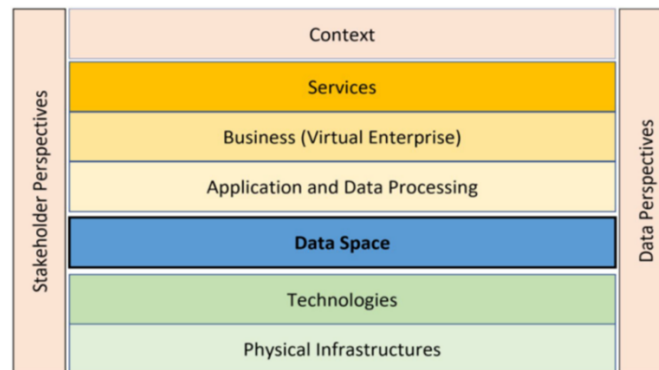 Stakeholder Perspectives
Context
Services
Business (Virtual Enterprise)
Application and Data Processing
Data Space
Technologies
Physical Infrastructures
Data Perspectives